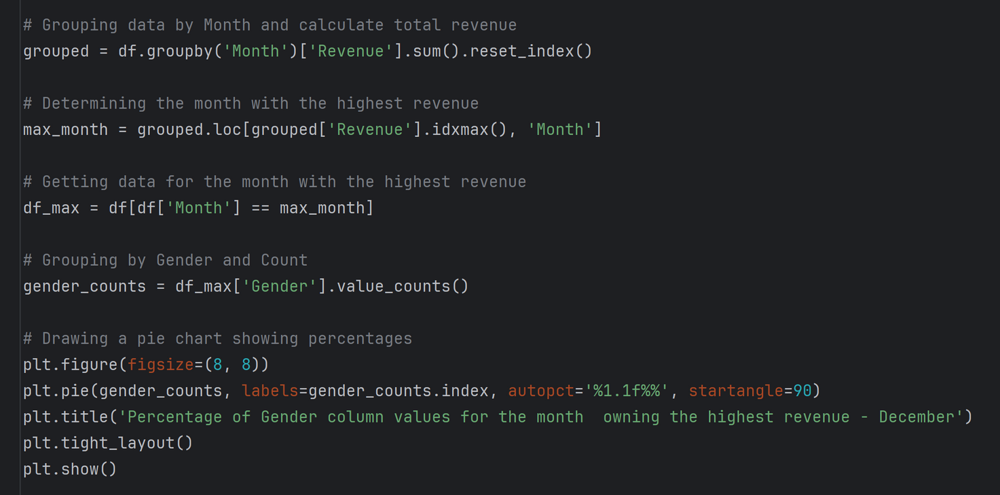 # Grouping data by Month and calculate total revenue
grouped = df.groupby('Month')['Revenue'].sum().reset_index()
# Determining the month with the highest revenue
max_month = grouped.loc[grouped['Revenue'].idxmax(), 'Month']
# Getting data for the month with the highest revenue
df_max = df[df['Month'] == max_month]
# Grouping by Gender and Count
gender_counts = df_max['Gender'].value_counts()
# Drawing a pie chart showing percentages
plt.figure(figsize=(8, 8))
plt.pie(gender_counts, labels=gender_counts.index, autopct='%1.1f%%', startangle=90)
plt.title('Percentage of Gender column values for the month  owning the highest revenue - December')
plt.tight_layout()
plt.show()